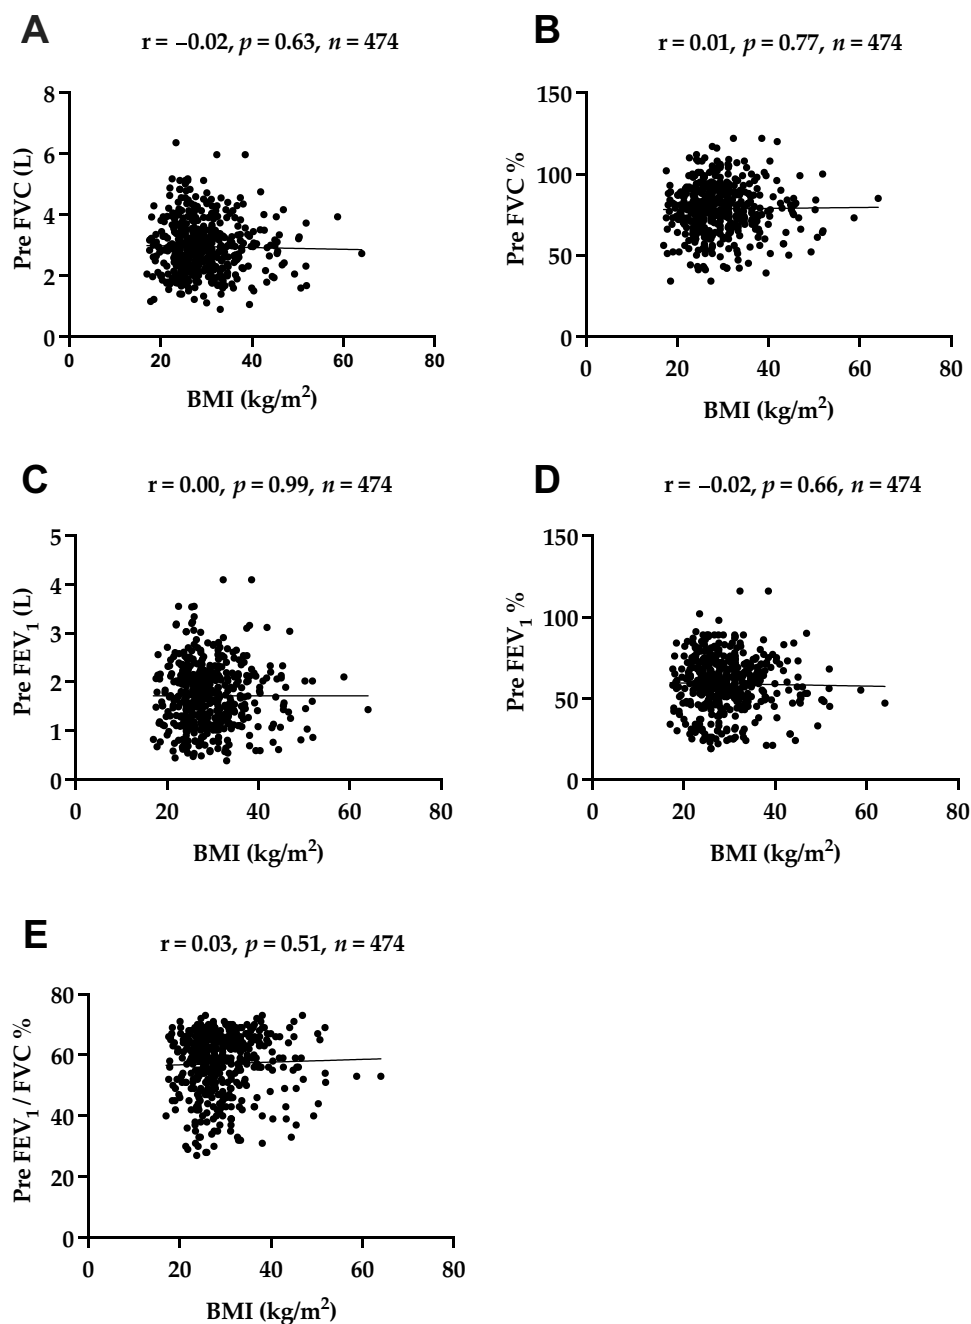 A
r = −0.02, p = 0.63, n = 474
8
6
4
2
0
Pre FVC (L)
0 20 40 60 80
BMI (kg/m²)
B
r = 0.01, p = 0.77, n = 474
150
100
50
0
Pre FVC %
0 20 40 60 80
BMI (kg/m²)
C
r = 0.00, p = 0.99, n = 474
5
4
3
2
1
0
Pre FEV₁ (L)
0 20 40 60 80
BMI (kg/m²)
D
r = −0.02, p = 0.66, n = 474
150
100
50
0
Pre FEV₁ %
0 20 40 60 80
BMI (kg/m²)
E
r = 0.03, p = 0.51, n = 474
80
60
40
20
0
Pre FEV₁ / FVC %
0 20 40 60 80
BMI (kg/m²)